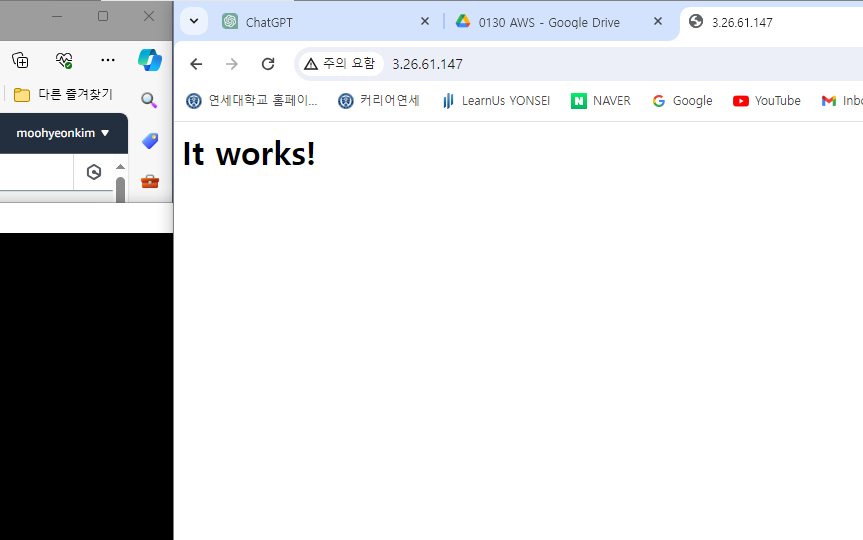 다른 즐겨찾기
moohyeonkim
ChatGPT
0130 AWS - Google Drive
3.26.61.147
주의 요함
3.26.61.147
연세대학교 홈페이...
커리어연세
LearnUs YONSEI
NAVER
Google
YouTube
Inbo
It works!